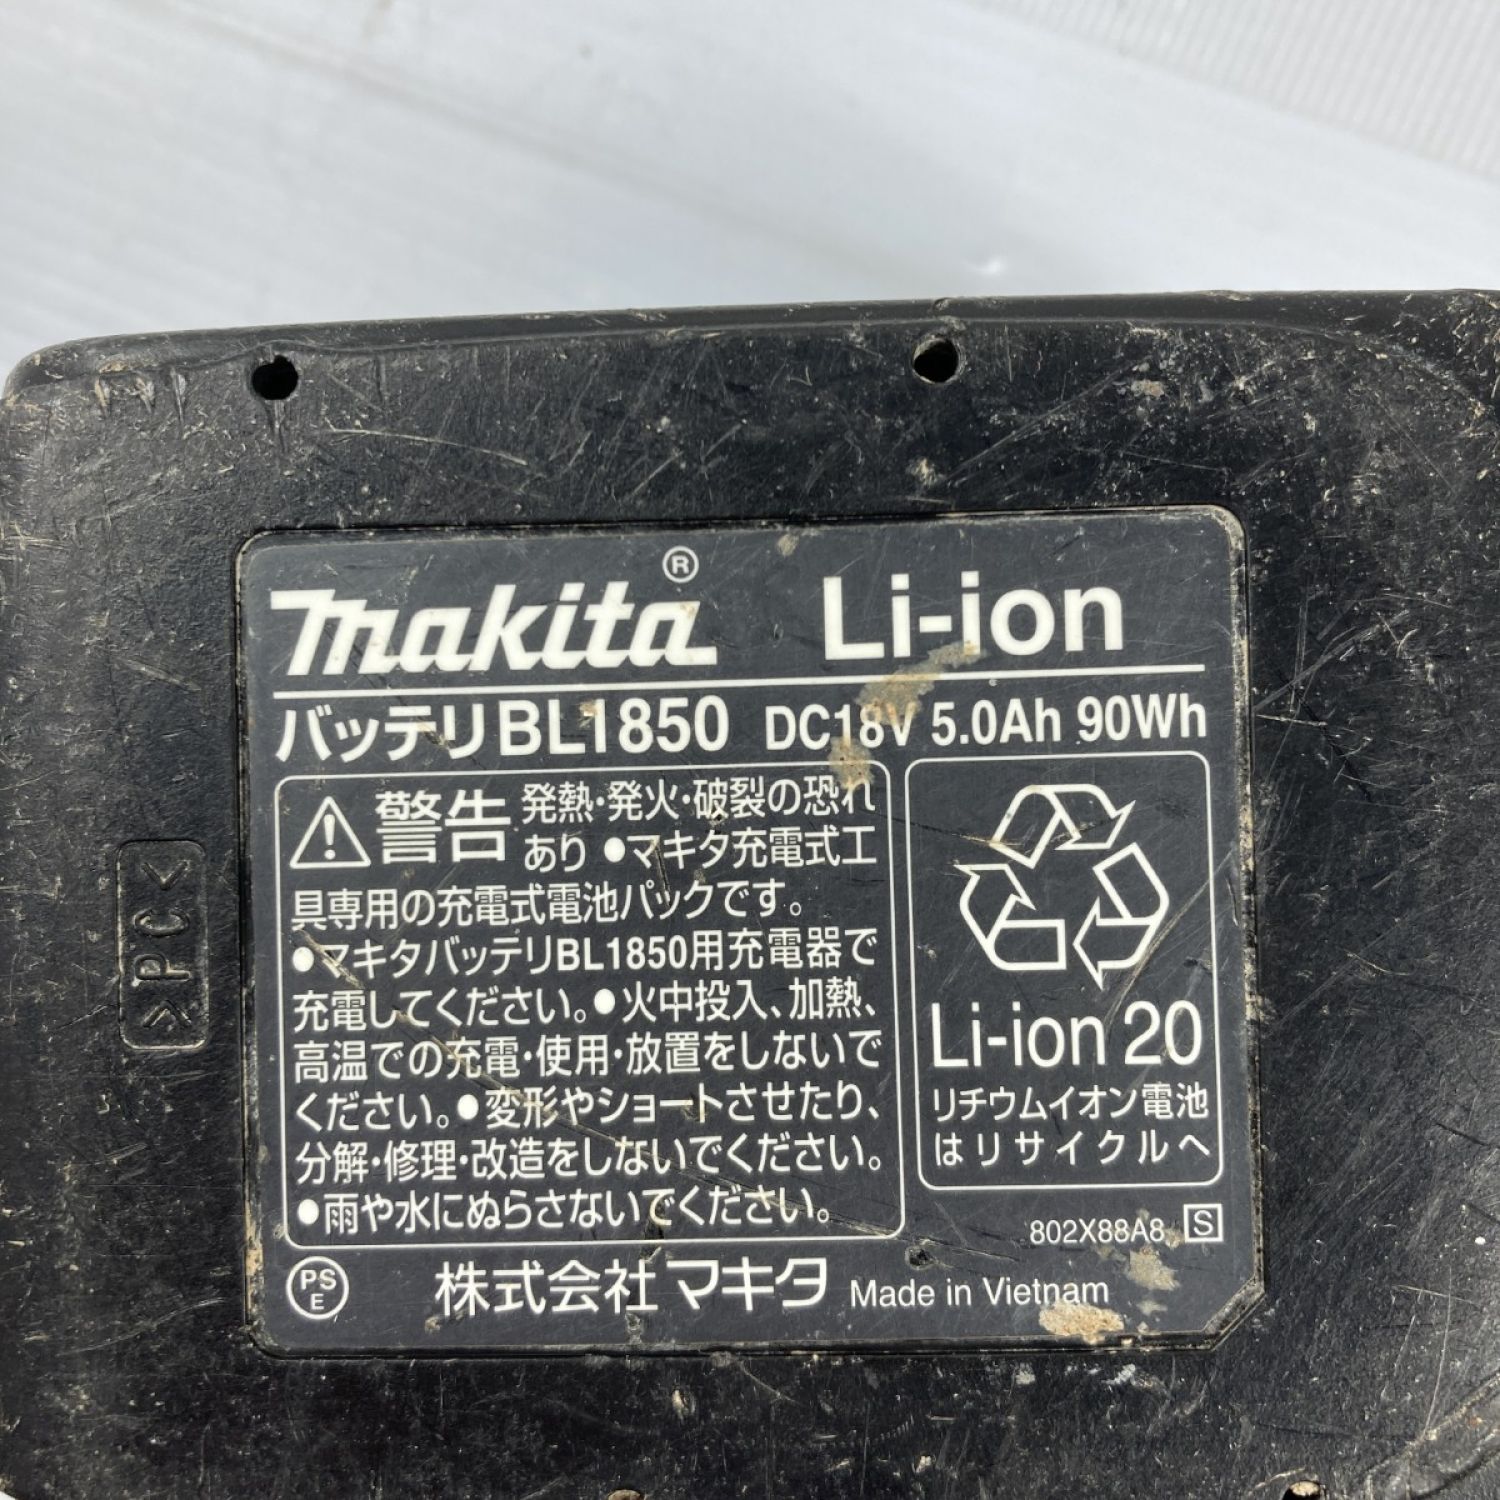 makita® Li-ion
バッテリBL1850 DC18V 5.0Ah 90Wh
警告 発熱・発火・破裂の恐れ
あり ●マキタ充電式工
具専用の充電式電池パックです。
●マキタバッテリBL1850用充電器で
充電してください。●火中投入、加熱、
高温での充電・使用・放置をしないで
ください。●変形やショートさせたり、
分解・修理・改造をしないでください。
●雨や水にぬらさないでください。
Li-ion 20
リチウムイオン電池
はリサイクルへ
802X88A8 S
PS
E
株式会社マキタ Made in Vietnam
>PC<